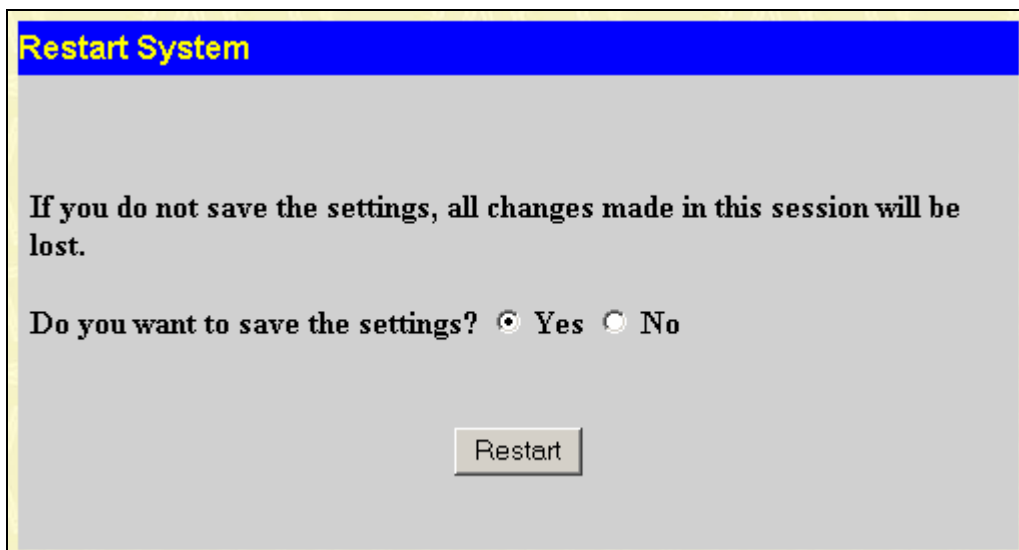 Restart System
If you do not save the settings, all changes made in this session will be
lost.
Do you want to save the settings? Yes No
Restart